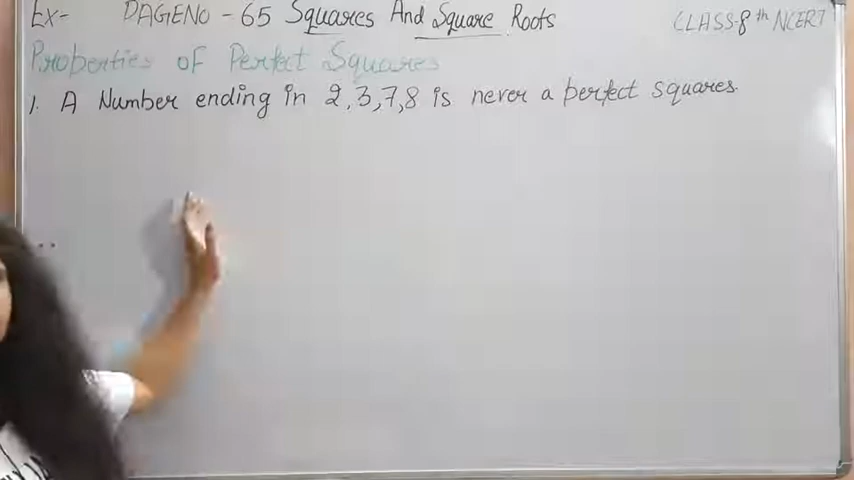 Ex- PAGENO - 65 Squares And Square Roots CLASS-8th NCERT
Properties of Perfect Squares
1. A Number ending in 2,3,7,8 is never a perfect squares.